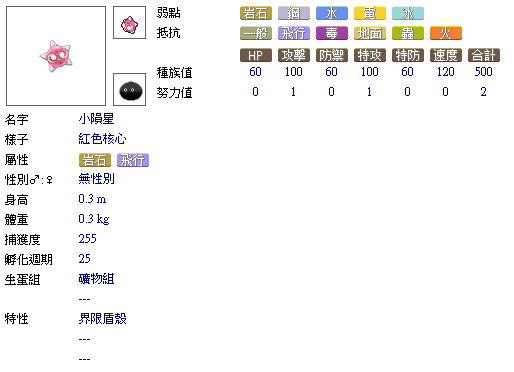 弱點 岩石 鋼 水 電 冰
抵抗 一般 飛行 毒 地面 蟲 火
HP 攻擊 防禦 特攻 特防 速度 合計
種族值 60 100 60 100 60 120 500
努力值 0 1 0 1 0 0 2
名字 小隕星
樣子 紅色核心
屬性 岩石 飛行
性別♂:♀ 無性別
身高 0.3 m
體重 0.3 kg
捕獲度 255
孵化週期 25
生蛋組 礦物組
---
特性 界限盾殼
---
---